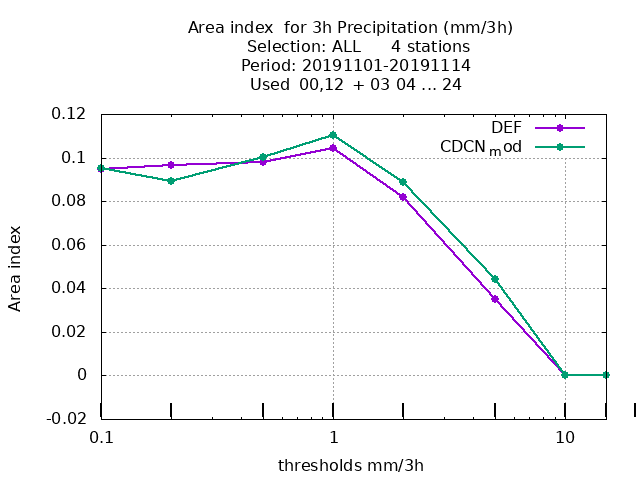 Area index  for 3h Precipitation (mm/3h)
Selection: ALL      4 stations
Period: 20191101-20191114
Used  00,12  + 03 04 ... 24
DEF
CDCNmod
0.12
0.1
0.08
0.06
0.04
0.02
0
-0.02
Area index
0.1
1
10
thresholds mm/3h